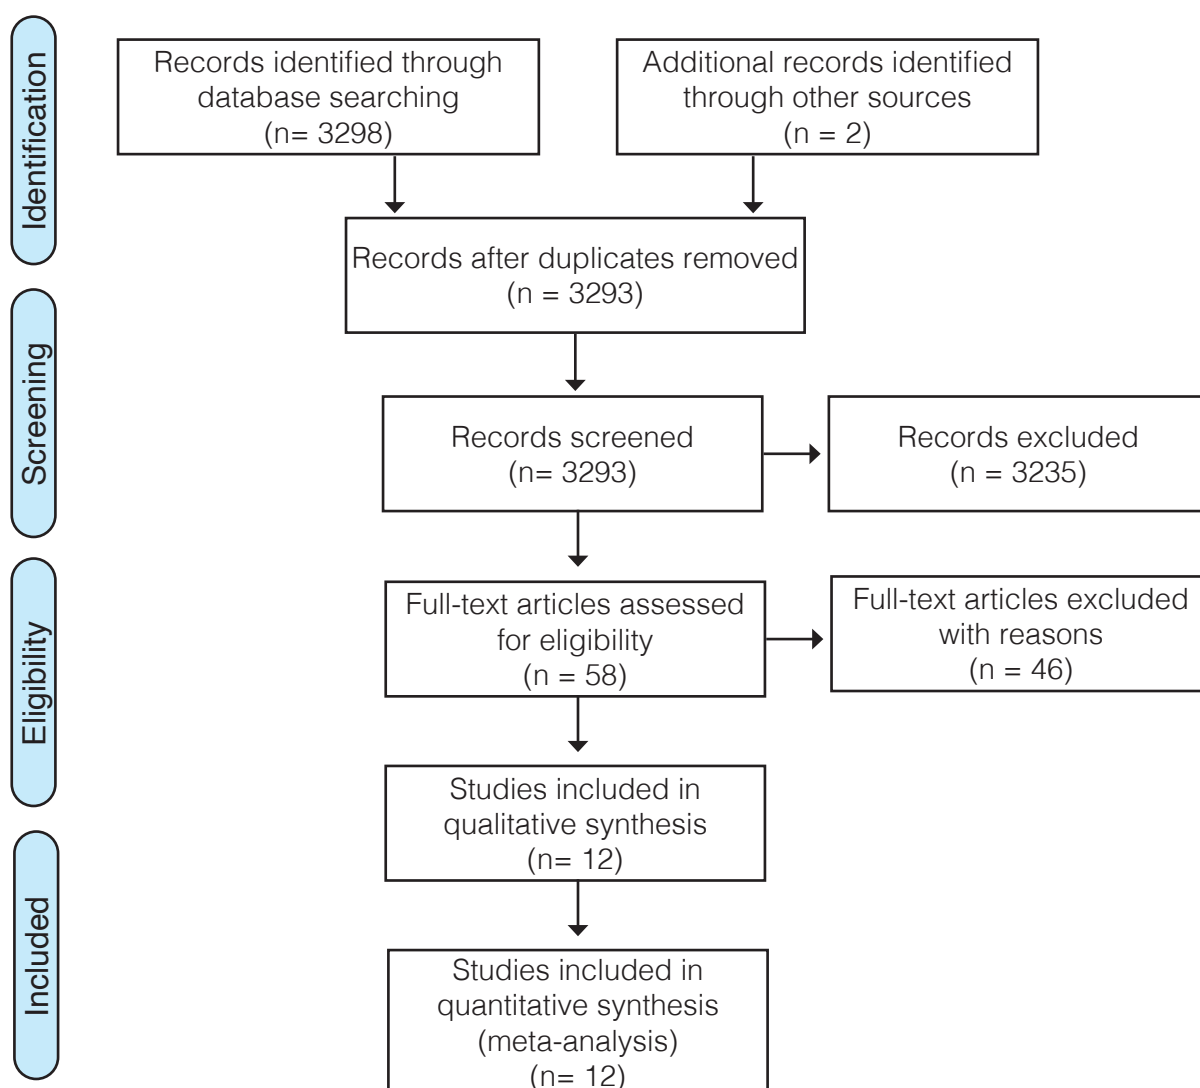 Identification
Records identified through
database searching
(n= 3298)
Additional records identified
through other sources
(n = 2)
Records after duplicates removed
(n = 3293)
Screening
Records screened
(n= 3293)
Records excluded
(n = 3235)
Eligibility
Full-text articles assessed
for eligibility
(n = 58)
Full-text articles excluded
with reasons
(n = 46)
Studies included in
qualitative synthesis
(n= 12)
Included
Studies included in
quantitative synthesis
(meta-analysis)
(n= 12)